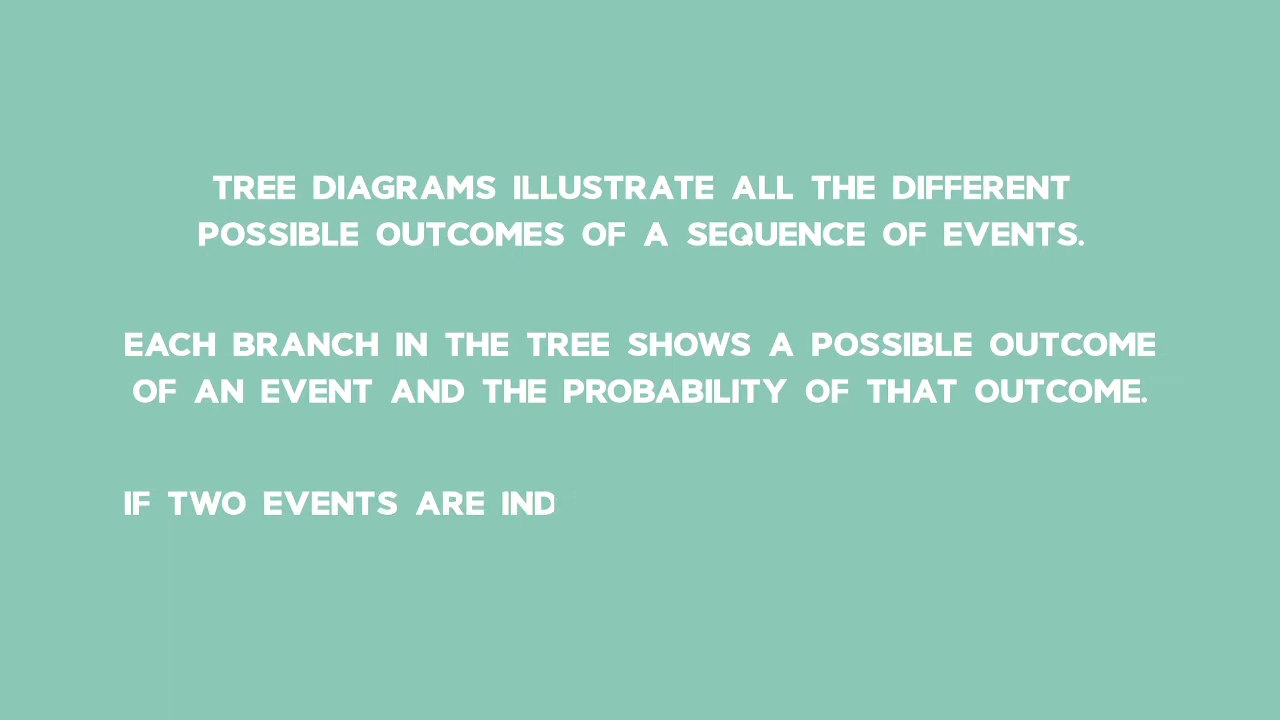 TREE DIAGRAMS ILLUSTRATE ALL THE DIFFERENT
POSSIBLE OUTCOMES OF A SEQUENCE OF EVENTS.
EACH BRANCH IN THE TREE SHOWS A POSSIBLE OUTCOME
OF AN EVENT AND THE PROBABILITY OF THAT OUTCOME.
IF TWO EVENTS ARE IND